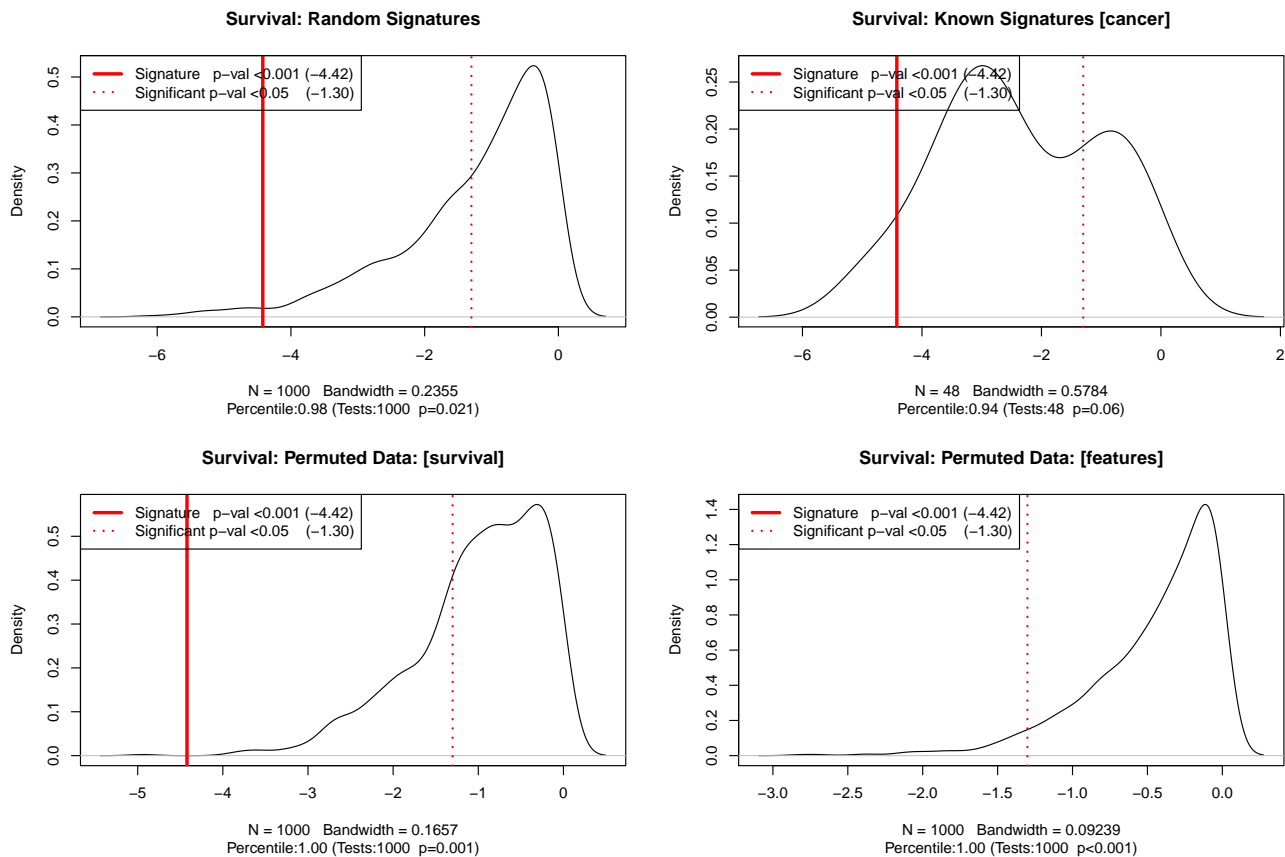 Survival: Random Signatures
Signature p−val <0.001 (−4.42)
Significant p−val <0.05 (−1.30)
Density
0.0
0.1
0.2
0.3
0.4
0.5
−6
−4
−2
0
N = 1000 Bandwidth = 0.2355
Percentile:0.98 (Tests:1000 p=0.021)
Survival: Known Signatures [cancer]
Signature p−val <0.001 (−4.42)
Significant p−val <0.05 (−1.30)
Density
0.00
0.05
0.10
0.15
0.20
0.25
−6
−4
−2
0
2
N = 48 Bandwidth = 0.5784
Percentile:0.94 (Tests:48 p=0.06)
Survival: Permuted Data: [survival]
Signature p−val <0.001 (−4.42)
Significant p−val <0.05 (−1.30)
Density
0.0
0.1
0.2
0.3
0.4
0.5
−5
−4
−3
−2
−1
0
N = 1000 Bandwidth = 0.1657
Percentile:1.00 (Tests:1000 p=0.001)
Survival: Permuted Data: [features]
Signature p−val <0.001 (−4.42)
Significant p−val <0.05 (−1.30)
Density
0.0
0.2
0.4
0.6
0.8
1.0
1.2
1.4
−3.0
−2.5
−2.0
−1.5
−1.0
−0.5
0.0
N = 1000 Bandwidth = 0.09239
Percentile:1.00 (Tests:1000 p<0.001)